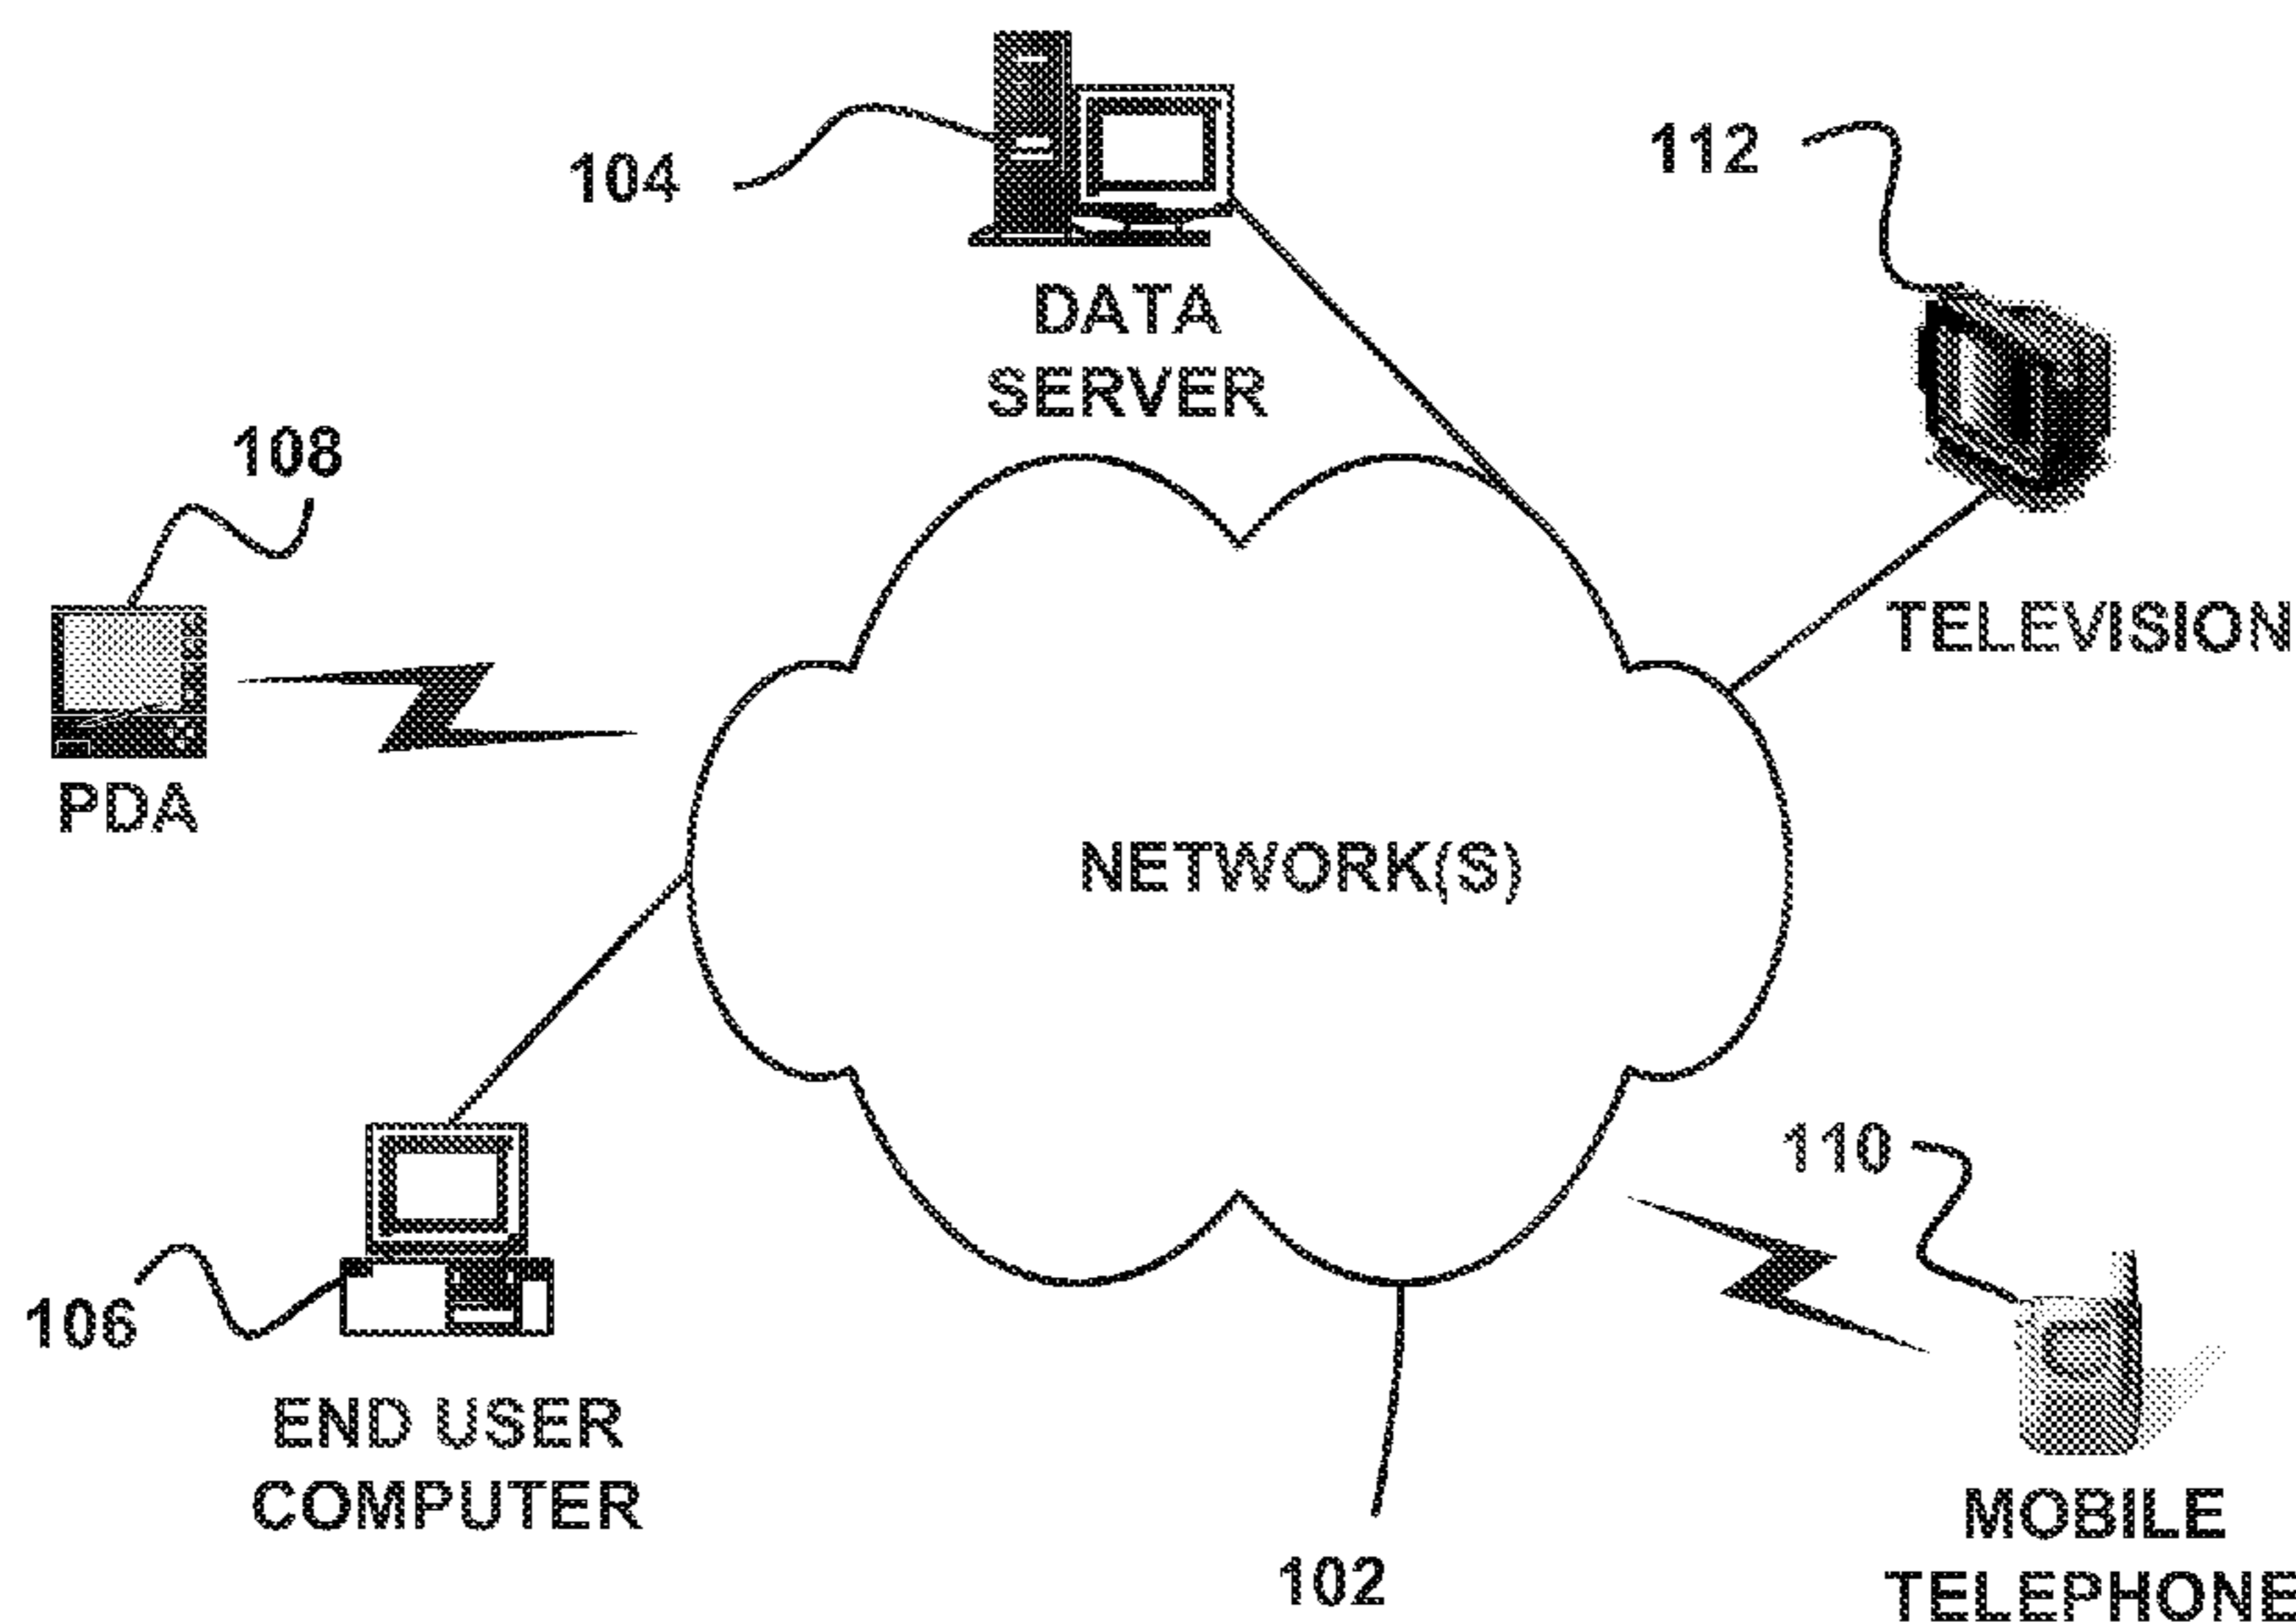 104
112
DATA
SERVER
108
TELEVISION
PDA
NETWORK(S)
110
106
END USER
COMPUTER
MOBILE
TELEPHONE
102